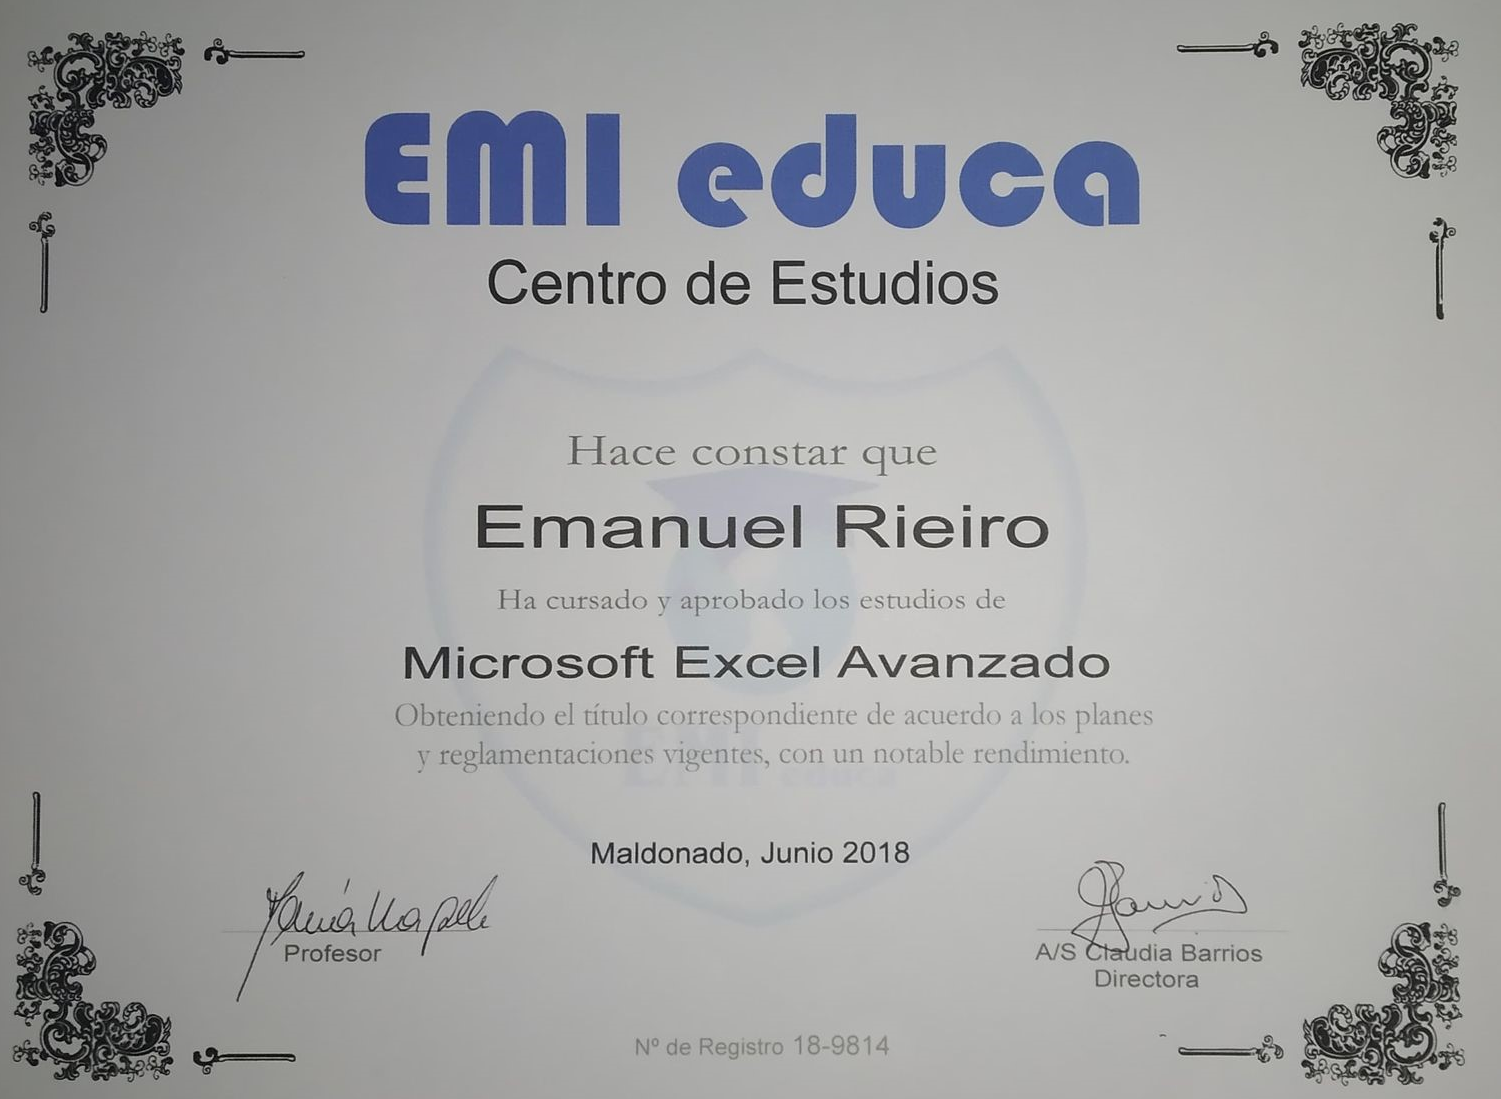 EMI educa
Centro de Estudios
Hace constar que
Emanuel Rieiro
Ha cursado y aprobado los estudios de
Microsoft Excel Avanzado
Obteniendo el título correspondiente de acuerdo a los planes
y reglamentaciones vigentes, con un notable rendimiento.
EMI educa
Maldonado, Junio 2018
Profesor
A/S Claudia Barrios
Directora
Nº de Registro 18-9814